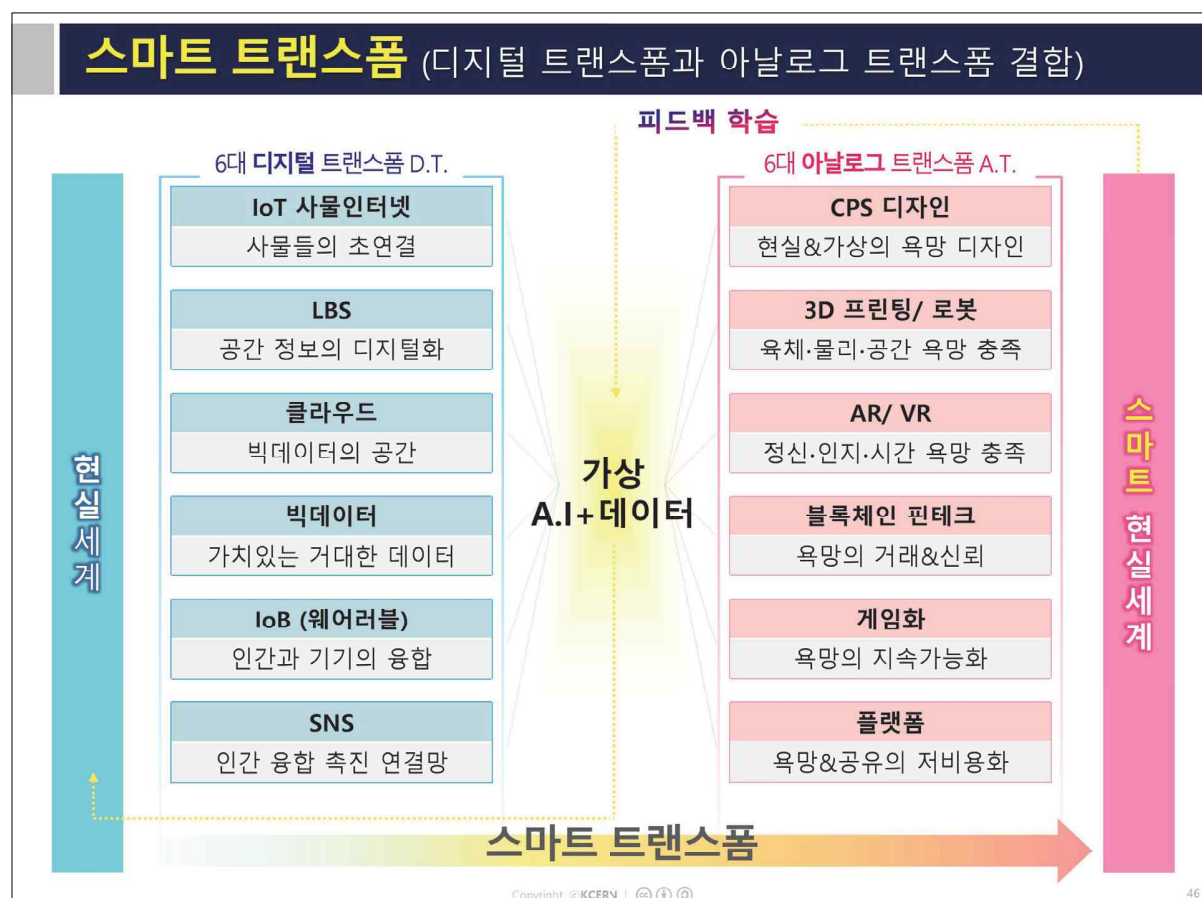 스마트 트랜스폼 (디지털 트랜스폼과 아날로그 트랜스폼 결합)
피드백 학습
6대 디지털 트랜스폼 D.T.
6대 아날로그 트랜스폼 A.T.
현실세계
IoT 사물인터넷
사물들의 초연결
LBS
공간 정보의 디지털화
클라우드
빅데이터의 공간
빅데이터
가치있는 거대한 데이터
IoB (웨어러블)
인간과 기기의 융합
SNS
인간 융합 촉진 연결망
가상
A.I+데이터
CPS 디자인
현실&가상의 욕망 디자인
3D 프린팅/ 로봇
육체·물리·공간 욕망 충족
AR/ VR
정신·인지·시간 욕망 충족
블록체인 핀테크
욕망의 거래&신뢰
게임화
욕망의 지속가능화
플랫폼
욕망&공유의 저비용화
스마트 현실세계
스마트 트랜스폼
Copyright ⓒKCERN |
46